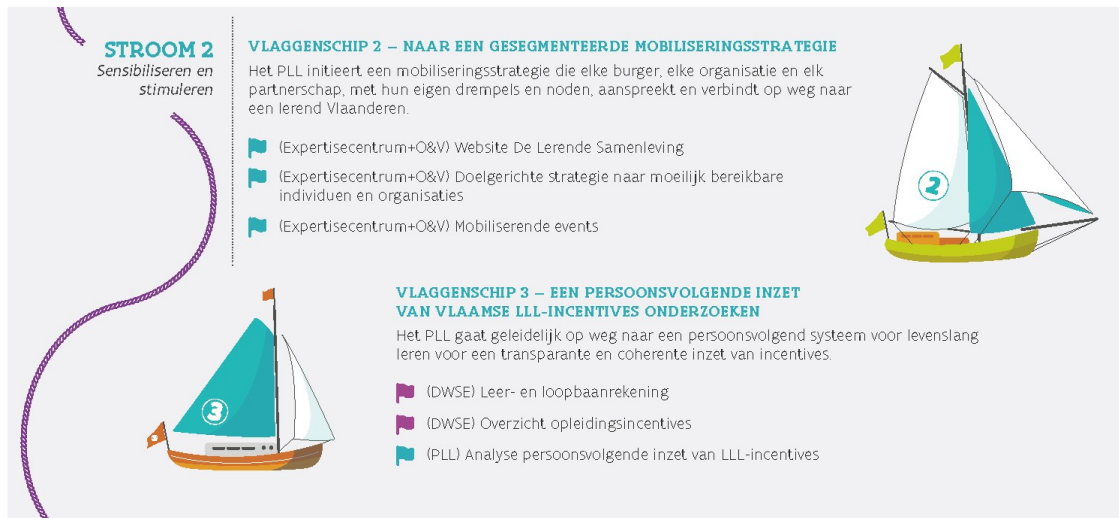 STROOM 2
Sensibiliseren en
stimuleren
VLAGGENSCHIP 2 – NAAR EEN GESEGMENTEERDE MOBILISERINGSSTRATEGIE
Het PLL initieert een mobiliseringsstrategie die elke burger, elke organisatie en elk
partnerschap, met hun eigen drempels en noden, aanspreekt en verbindt op weg naar
een lerend Vlaanderen.
(Expertisecentrum+O&V) Website De Lerende Samenleving
(Expertisecentrum+O&V) Doelgerichte strategie naar moeilijk bereikbare
individuen en organisaties
(Expertisecentrum+O&V) Mobiliserende events
2
VLAGGENSCHIP 3 – EEN PERSOONSVOLGENDE INZET
VAN VLAAMSE LLL-INCENTIVES ONDERZOEKEN
Het PLL gaat geleidelijk op weg naar een persoonsvolgend systeem voor levenslang
leren voor een transparante en coherente inzet van incentives.
(DWSE) Leer- en loopbaanrekening
(DWSE) Overzicht opleidingsincentives
(PLL) Analyse persoonsvolgende inzet van LLL-incentives
3